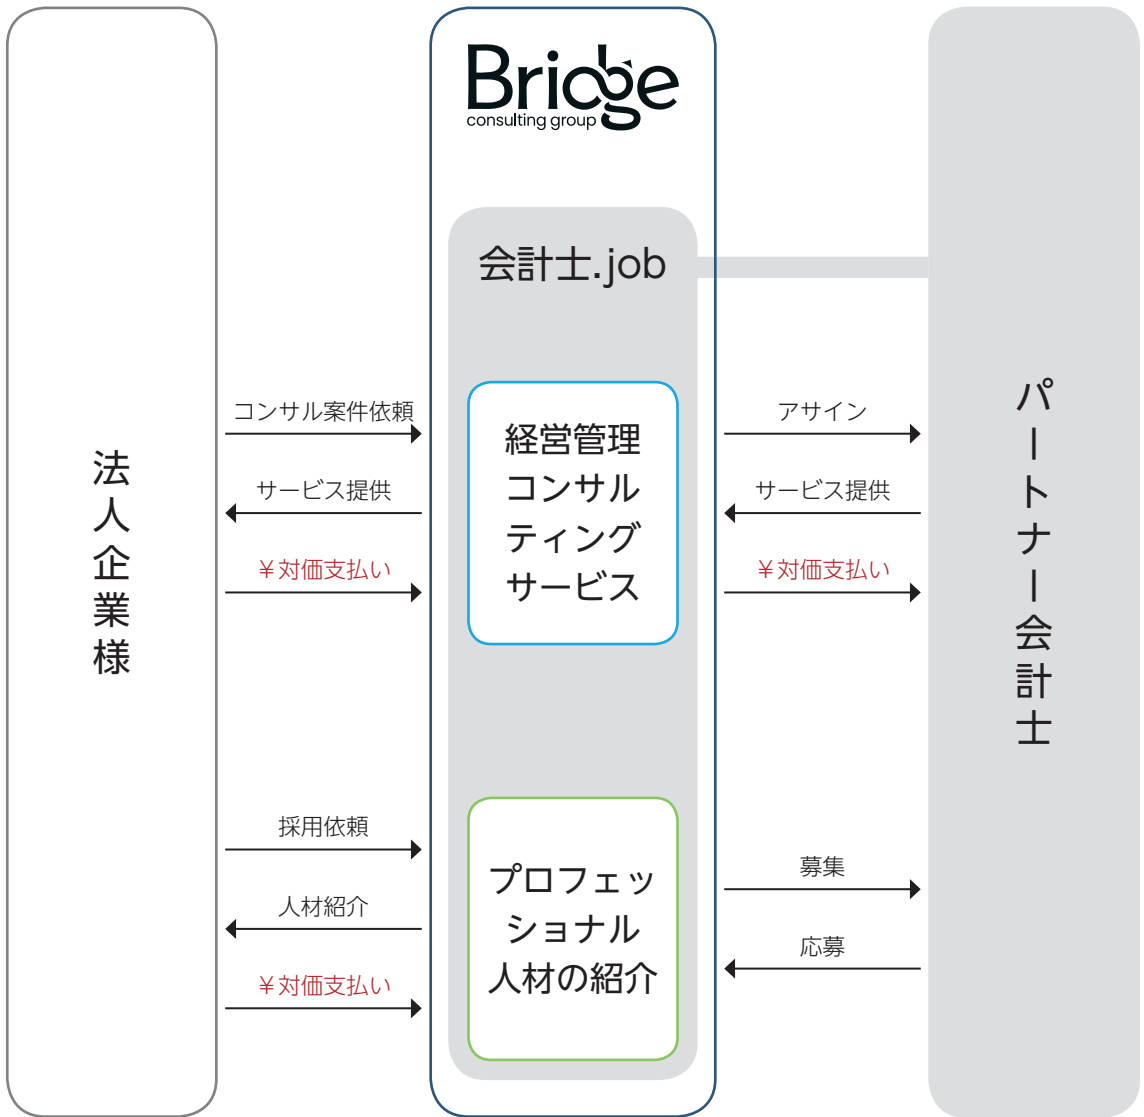 Bridge
consulting group
会計士.job
法人企業様
コンサル案件依頼
サービス提供
￥対価支払い
経営管理
コンサル
ティング
サービス
アサイン
サービス提供
￥対価支払い
パートナー会計士
採用依頼
人材紹介
￥対価支払い
プロフェッ
ショナル
人材の紹介
募集
応募